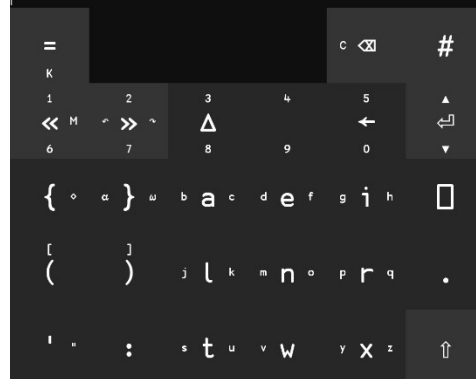 = C ⌫ #
K
1 2 3 4 5 ▲
« M ↶ » ↷ Δ ← ⏎
6 7 8 9 0 ▼
{ ⋄ α } ω b a c d e f g i h ▯
[ ]
( ) j l k m n o p r q .
' " : s t u v w y x z ⇧